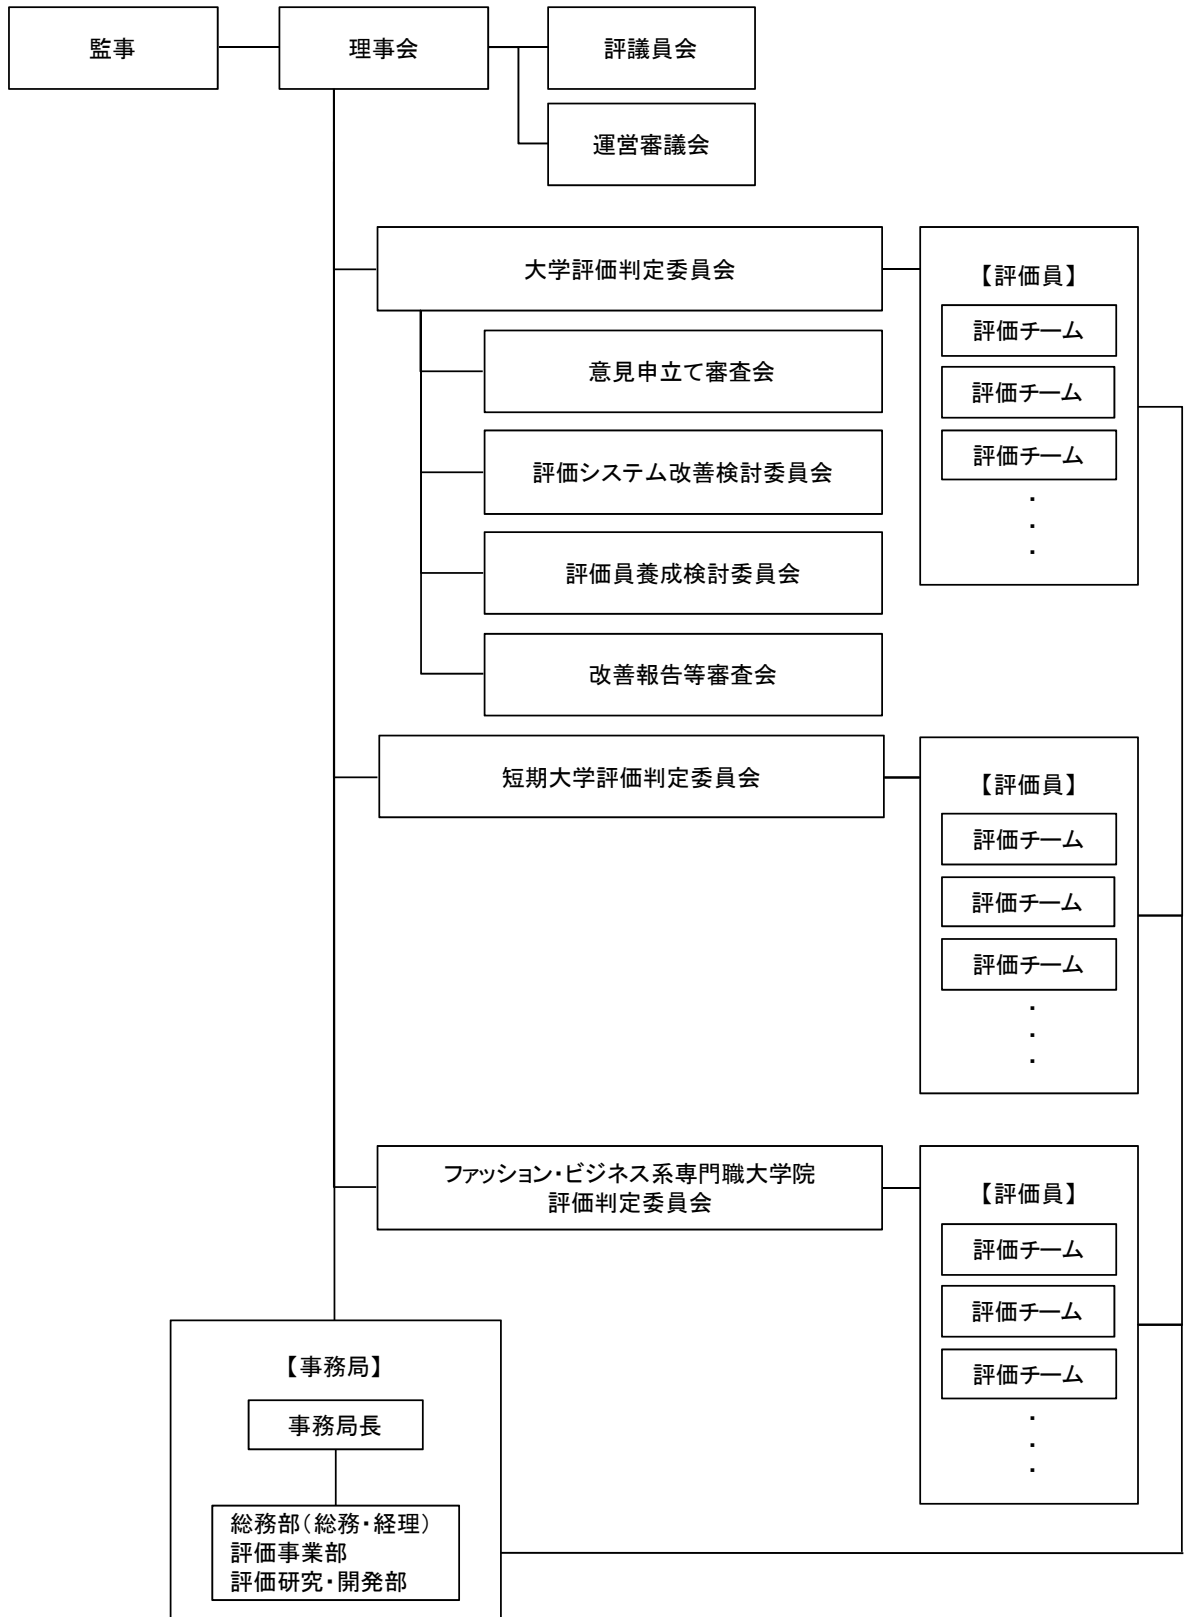 監事
理事会
評議員会
運営審議会
大学評価判定委員会
【評価員】
評価チーム
評価チーム
評価チーム
・
・
・
意見申立て審査会
評価システム改善検討委員会
評価員養成検討委員会
改善報告等審査会
短期大学評価判定委員会
【評価員】
評価チーム
評価チーム
評価チーム
・
・
・
ファッション・ビジネス系専門職大学院
評価判定委員会
【評価員】
評価チーム
評価チーム
評価チーム
・
・
・
【事務局】
事務局長
総務部(総務・経理)
評価事業部
評価研究・開発部